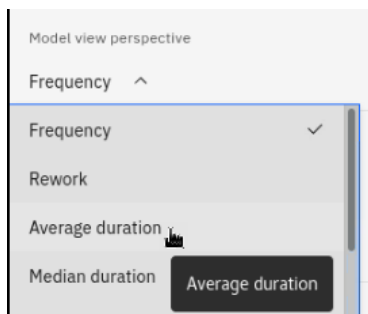 Model view perspective
Frequency
Frequency
Rework
Average duration
Median duration
Average duration